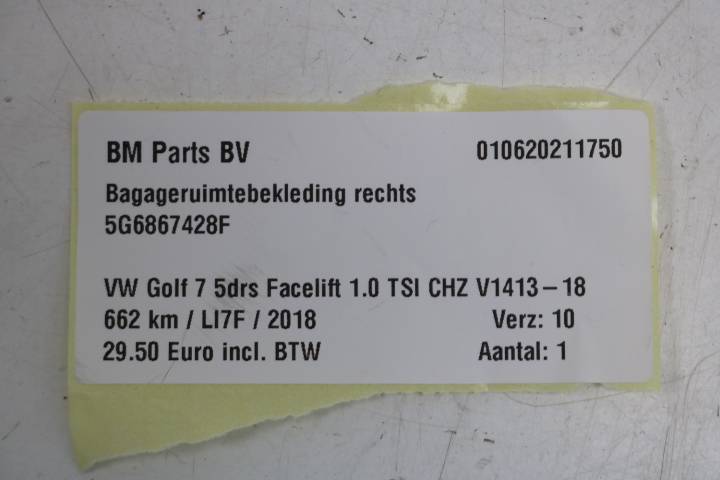 BM Parts BV 010620211750
Bagageruimtebekleding rechts
5G6867428F
VW Golf 7 5drs Facelift 1.0 TSI CHZ V1413-18
662 km / LI7F / 2018 Verz: 10
29.50 Euro incl. BTW Aantal: 1